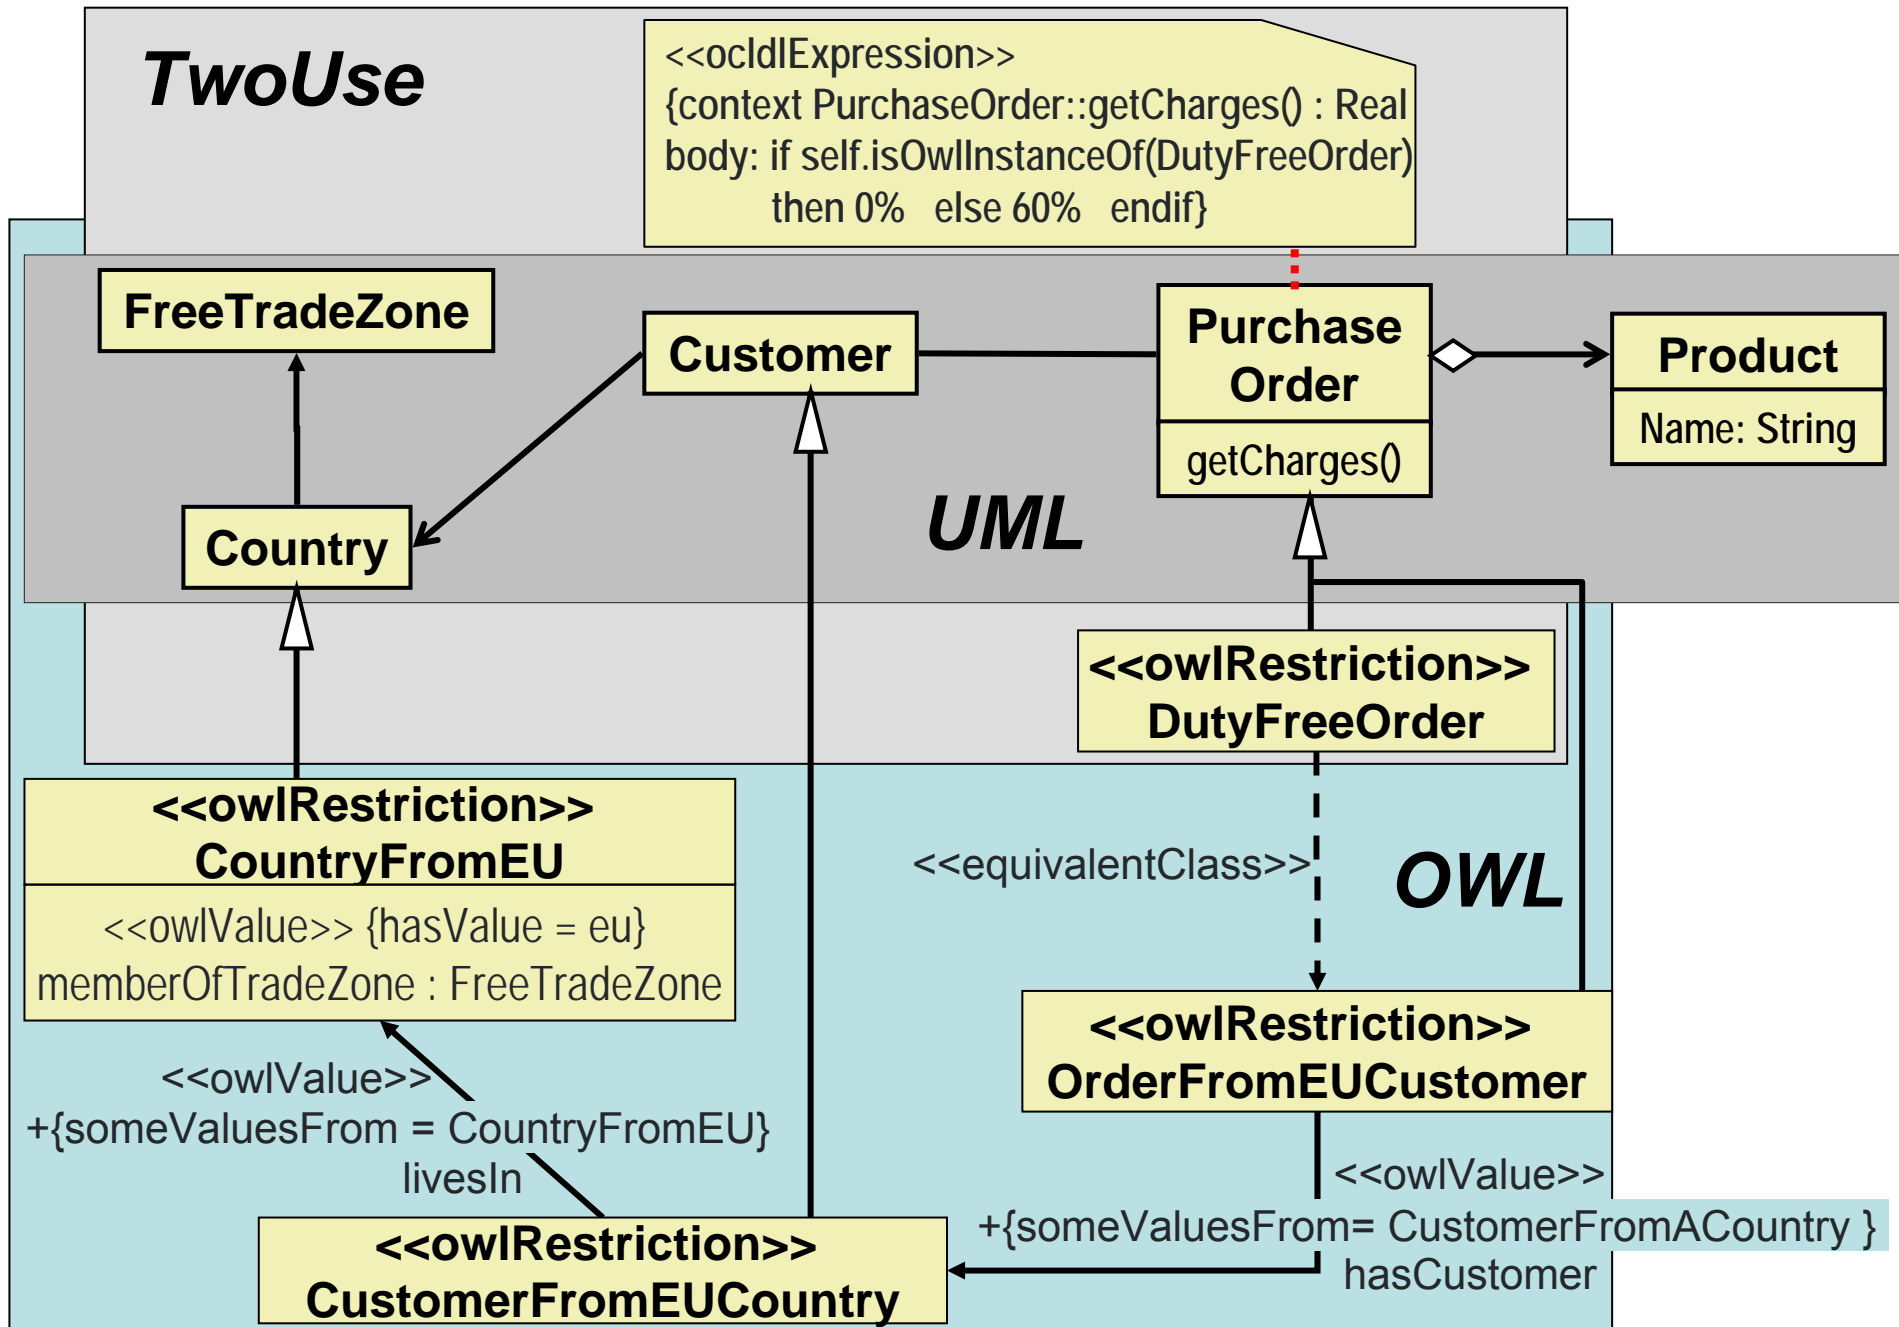 TwoUse
<<ocldlExpression>>
{context PurchaseOrder::getCharges() : Real
body: if self.isOwlInstanceOf(DutyFreeOrder)
then 0% else 60% endif}
FreeTradeZone
Customer
Purchase
Order
getCharges()
Product
Name: String
Country
UML
<<owlRestriction>>
DutyFreeOrder
<<owlRestriction>>
CountryFromEU
<<owlValue>> {hasValue = eu}
memberOfTradeZone : FreeTradeZone
<<equivalentClass>>
OWL
<<owlRestriction>>
OrderFromEUCustomer
<<owlValue>>
+{someValuesFrom = CountryFromEU}
livesIn
<<owlValue>>
+{someValuesFrom= CustomerFromACountry }
hasCustomer
<<owlRestriction>>
CustomerFromEUCountry